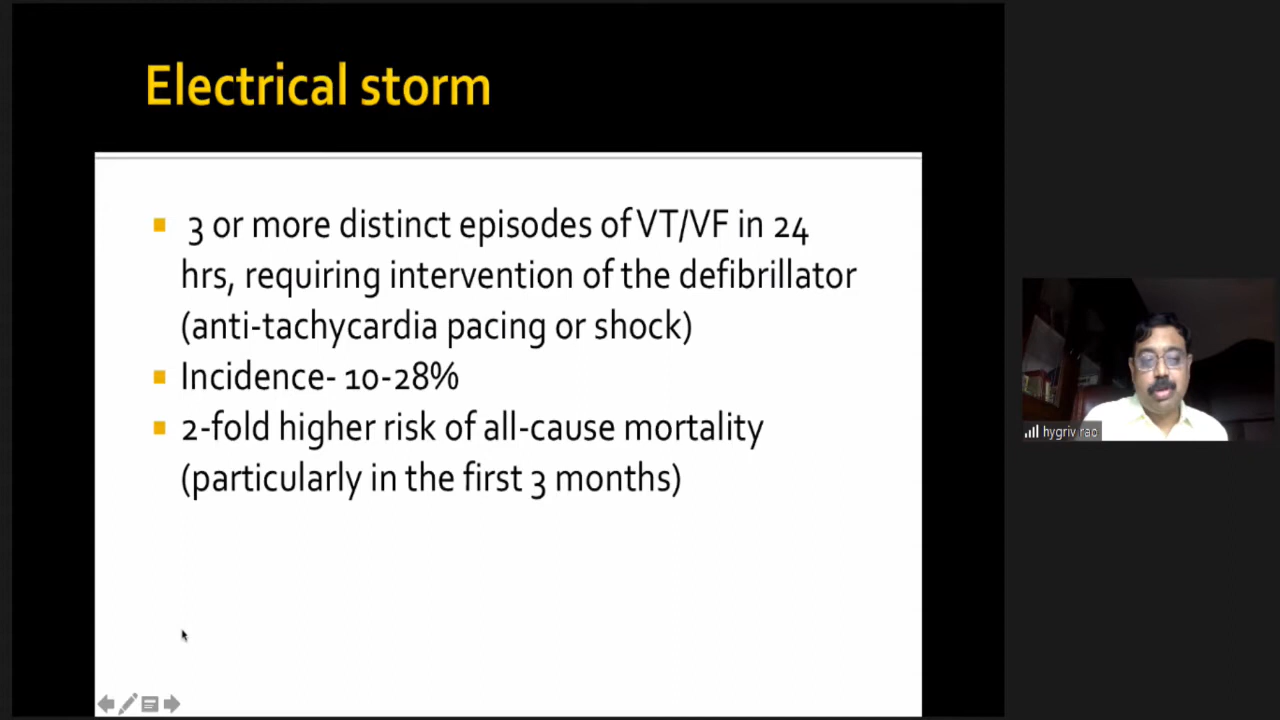 Electrical storm
3 or more distinct episodes of VT/VF in 24
hrs, requiring intervention of the defibrillator
(anti-tachycardia pacing or shock)
Incidence- 10-28%
2-fold higher risk of all-cause mortality
(particularly in the first 3 months)
hygriv rao